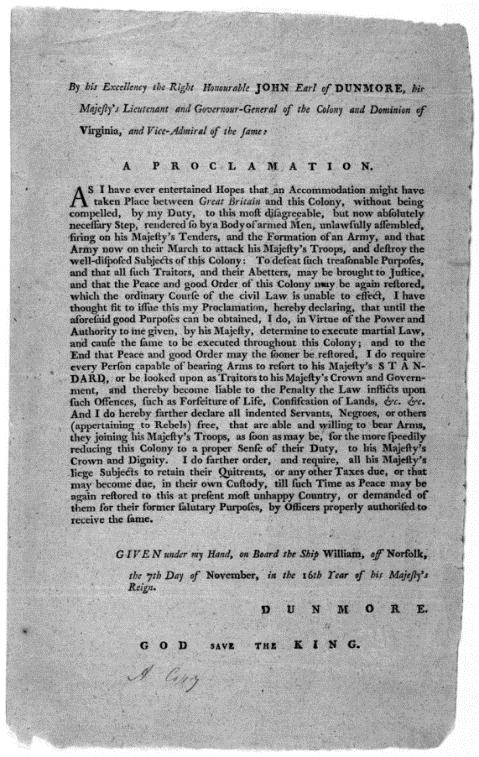 By his Excellency the Right Honourable JOHN Earl of DUNMORE, his
Majeſty's Lieutenant and Governour-General of the Colony and Dominion of
Virginia, and Vice-Admiral of the ſame:
A PROCLAMATION.
AS I have ever entertained Hopes that an Accommodation might have
taken Place between Great Britain and this Colony, without being
compelled, by my Duty, to this moſt diſagreeable, but now abſolutely
neceſſary Step, rendered ſo by a Body of armed Men, unlawfully aſſembled,
firing on his Majeſty's Tenders, and the Formation of an Army, and that
Army now on their March to attack his Majeſty's Troops, and deſtroy the
well-diſpoſed Subjects of this Colony: To defeat ſuch treaſonable Purpoſes,
and that all ſuch Traitors, and their Abetters, may be brought to Juſtice,
and that the Peace and good Order of this Colony may be again reſtored,
which the ordinary Courſe of the civil Law is unable to effect, I have
thought fit to iſſue this my Proclamation, hereby declaring, that until the
aforeſaid good Purpoſes can be obtained, I do, in Virtue of the Power and
Authority to me given, by his Majeſty, determine to execute martial Law,
and cauſe the ſame to be executed throughout this Colony; and to the
End that Peace and good Order may the ſooner be reſtored, I do require
every Perſon capable of bearing Arms to reſort to his Majeſty's STAN-
DARD, or be looked upon as Traitors to his Majeſty's Crown and Govern-
ment, and thereby become liable to the Penalty the Law inflicts upon
ſuch Offences, ſuch as Forfeiture of Life, Confiſcation of Lands, &c. &c.
And I do hereby farther declare all indented Servants, Negroes, or others
(appertaining to Rebels) free, that are able and willing to bear Arms,
they joining his Majeſty's Troops, as ſoon as may be, for the more ſpeedily
reducing this Colony to a proper Senſe of their Duty, to his Majeſty's
Crown and Dignity. I do farther order, and require, all his Majeſty's
liege Subjects to retain their Quitrents, or any other Taxes due, or that
may become due, in their own Cuſtody, till ſuch Time as Peace may be
again reſtored to this at preſent moſt unhappy Country, or demanded of
them for their former ſalutary Purpoſes, by Officers properly authoriſed to
receive the ſame.
GIVEN under my Hand, on Board the Ship William, off Norfolk,
the 7th Day of November, in the 16th Year of his Majeſty's
Reign.
DUNMORE.
GOD SAVE THE KING.
A Copy